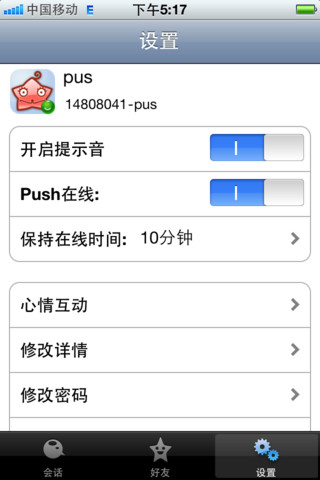 中国移动 E 下午5:17
设置
pus
14808041-pus
开启提示音
Push在线:
保持在线时间: 10分钟
心情互动
修改详情
修改密码
会话 好友 设置